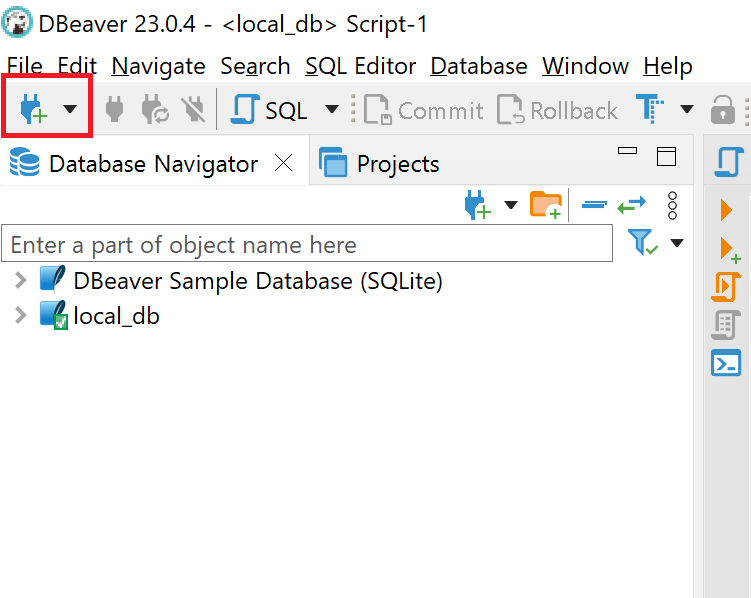 DBeaver 23.0.4 - <local_db> Script-1
File Edit Navigate Search SQL Editor Database Window Help
SQL Commit Rollback
Database Navigator Projects
Enter a part of object name here
DBeaver Sample Database (SQLite)
local_db